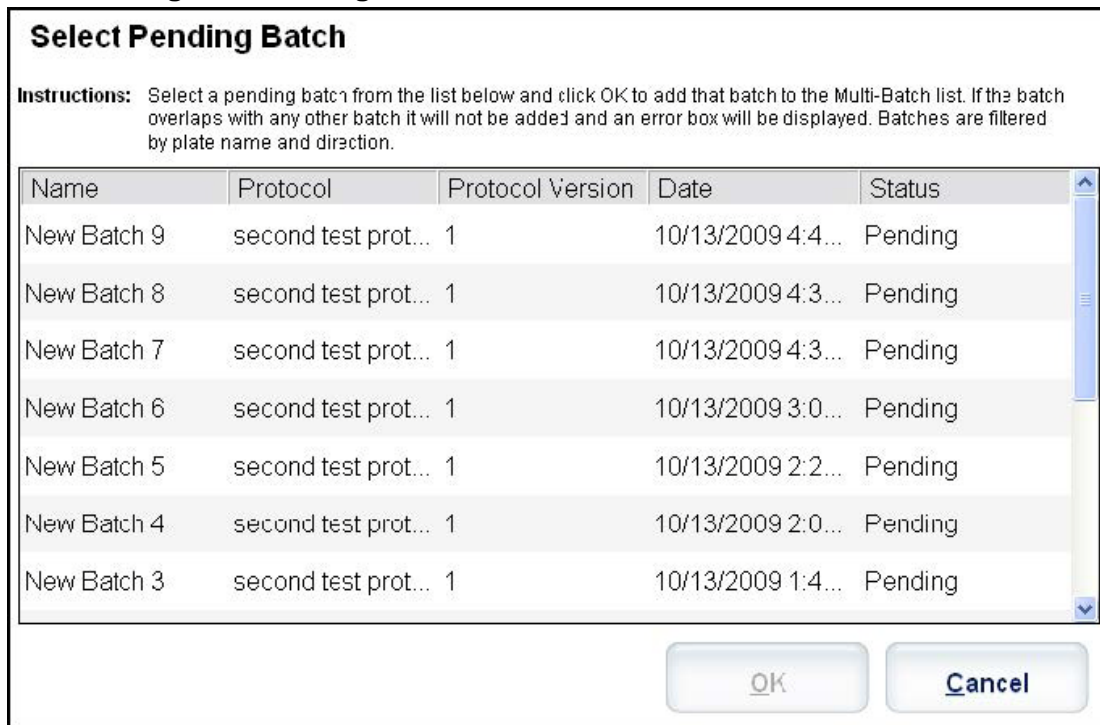 Select Pending Batch
Instructions: Select a pending batch from the list below and click OK to add that batch to the Multi-Batch list. If the batch
overlaps with any other batch it will not be added and an error box will be displayed. Batches are filtered
by plate name and direction.
Name Protocol Protocol Version Date Status
New Batch 9 second test prot... 1 10/13/2009 4:4... Pending
New Batch 8 second test prot... 1 10/13/2009 4:3... Pending
New Batch 7 second test prot... 1 10/13/2009 4:3... Pending
New Batch 6 second test prot... 1 10/13/2009 3:0... Pending
New Batch 5 second test prot... 1 10/13/2009 2:2... Pending
New Batch 4 second test prot... 1 10/13/2009 2:0... Pending
New Batch 3 second test prot... 1 10/13/2009 1:4... Pending
OK Cancel